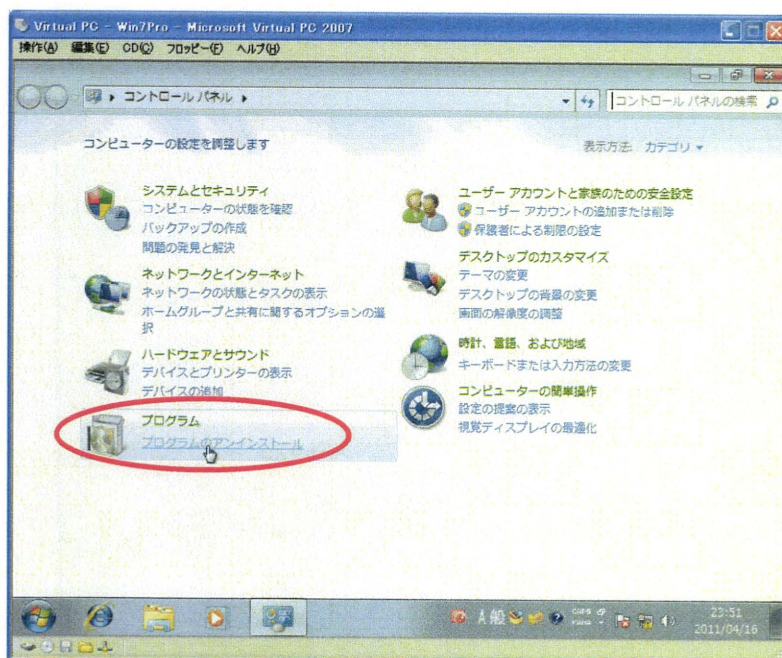 Virtual PC - Win7Pro - Microsoft Virtual PC 2007
操作(A) 編集(E) CD(C) フロッピー(F) ヘルプ(H)
コントロール パネル
コントロール パネルの検索
コンピューターの設定を調整します
表示方法: カテゴリ
システムとセキュリティ
コンピューターの状態を確認
バックアップの作成
問題の発見と解決
ネットワークとインターネット
ネットワークの状態とタスクの表示
ホームグループと共有に関するオプションの選
択
ハードウェアとサウンド
デバイスとプリンターの表示
デバイスの追加
プログラム
プログラムのアンインストール
ユーザー アカウントと家族のための安全設定
ユーザー アカウントの追加または削除
保護者による制限の設定
デスクトップのカスタマイズ
テーマの変更
デスクトップの背景の変更
画面の解像度の調整
時計、言語、および地域
キーボードまたは入力方法の変更
コンピューターの簡単操作
設定の提案の表示
視覚ディスプレイの最適化
A 般
CAPS
KANA
23:51
2011/04/16